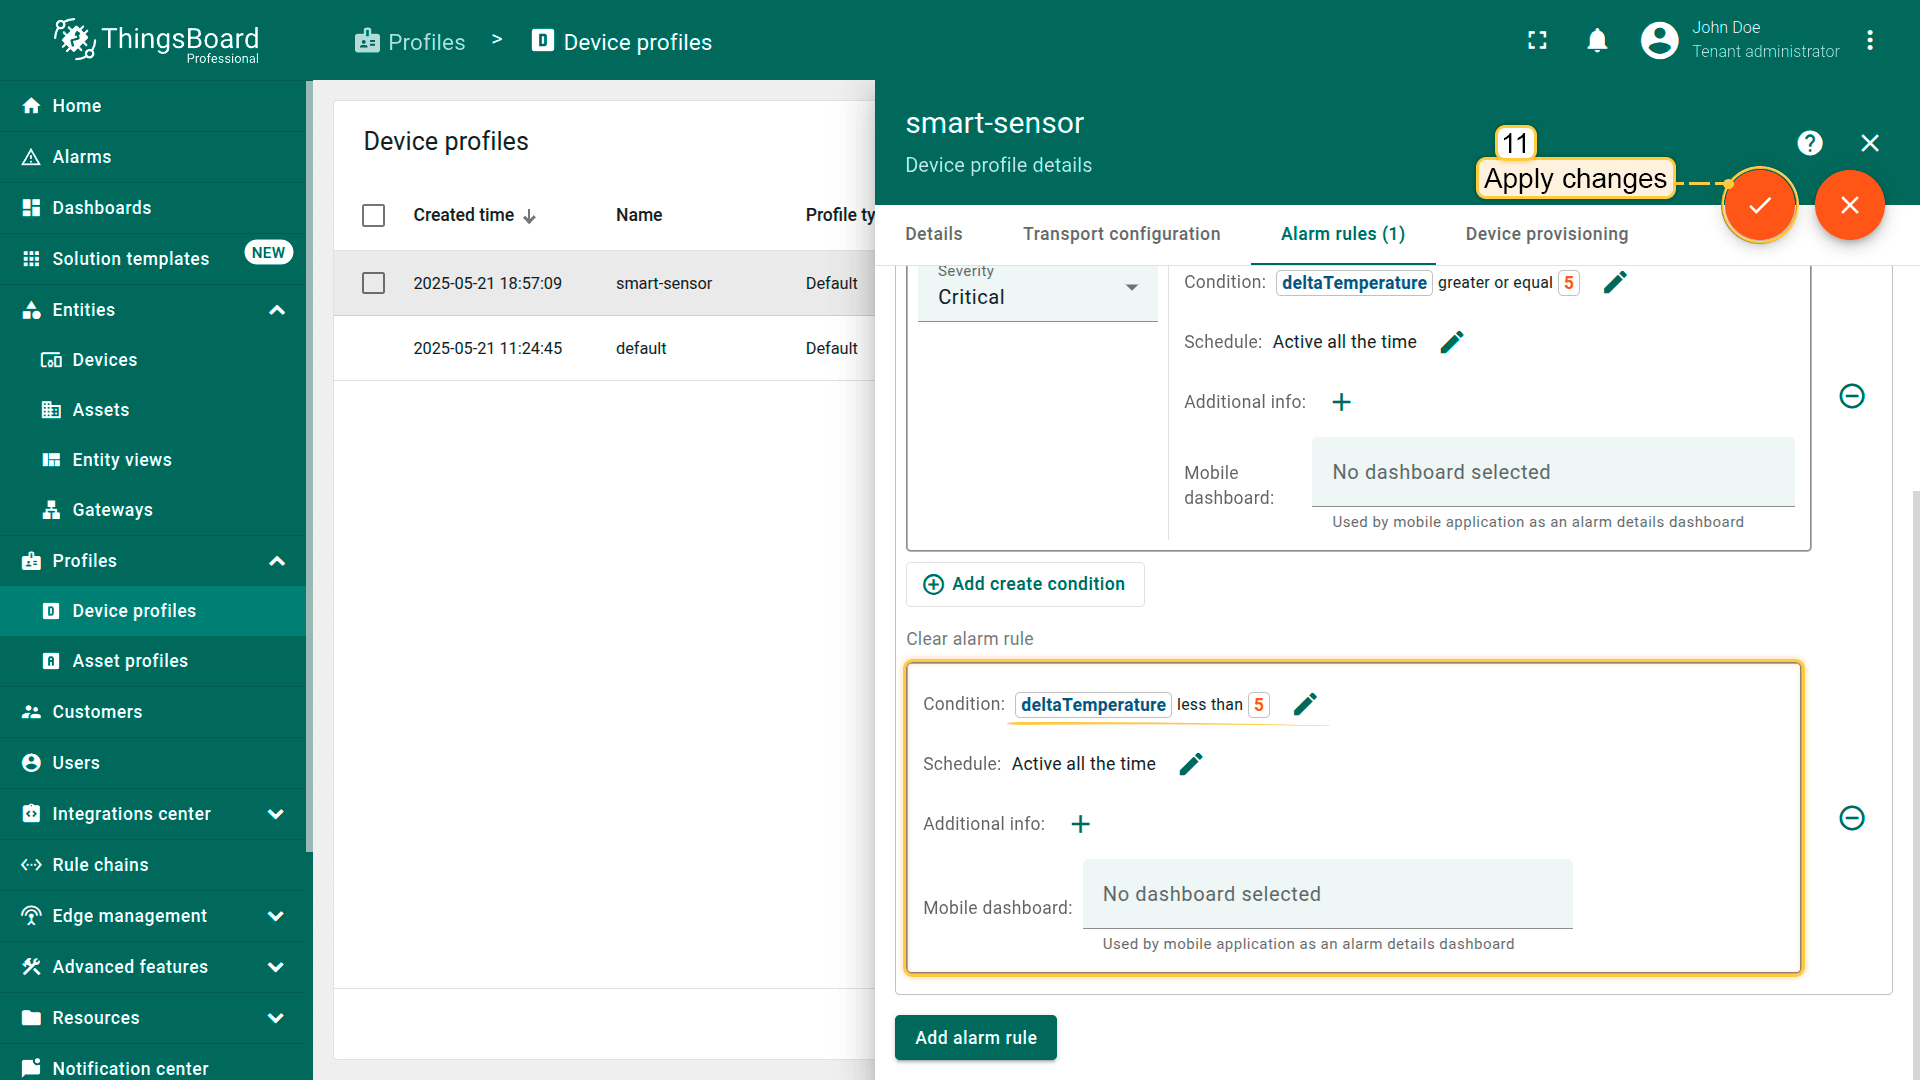 ThingsBoard
Professional
Profiles > Device profiles
John Doe
Tenant administrator
Home
Alarms
Dashboards
Solution templates
NEW
Entities
Devices
Assets
Entity views
Gateways
Profiles
Device profiles
Asset profiles
Customers
Users
Integrations center
Rule chains
Edge management
Advanced features
Resources
Notification center
Device profiles
Created time Name Profile ty
2025-05-21 18:57:09 smart-sensor Default
2025-05-21 11:24:45 default Default
smart-sensor
Device profile details
11
Apply changes
Details Transport configuration Alarm rules (1) Device provisioning
Severity
Critical
Condition: deltaTemperature greater or equal 5
Schedule: Active all the time
Additional info:
Mobile
dashboard:
No dashboard selected
Used by mobile application as an alarm details dashboard
Add create condition
Clear alarm rule
Condition: deltaTemperature less than 5
Schedule: Active all the time
Additional info:
Mobile dashboard:
No dashboard selected
Used by mobile application as an alarm details dashboard
Add alarm rule